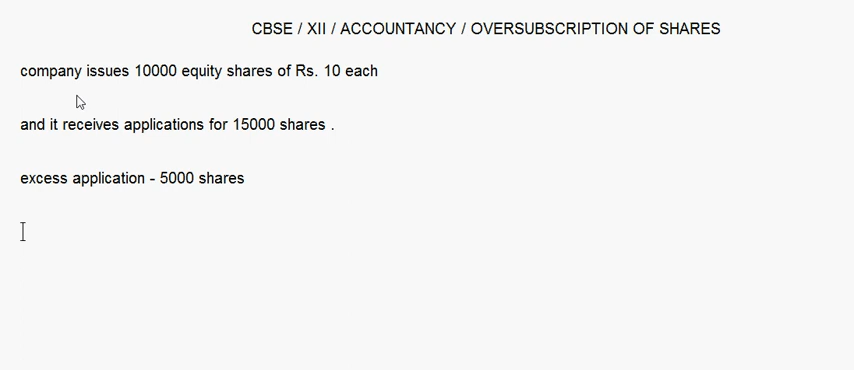 CBSE / XII / ACCOUNTANCY / OVERSUBSCRIPTION OF SHARES
company issues 10000 equity shares of Rs. 10 each
and it receives applications for 15000 shares .
excess application - 5000 shares